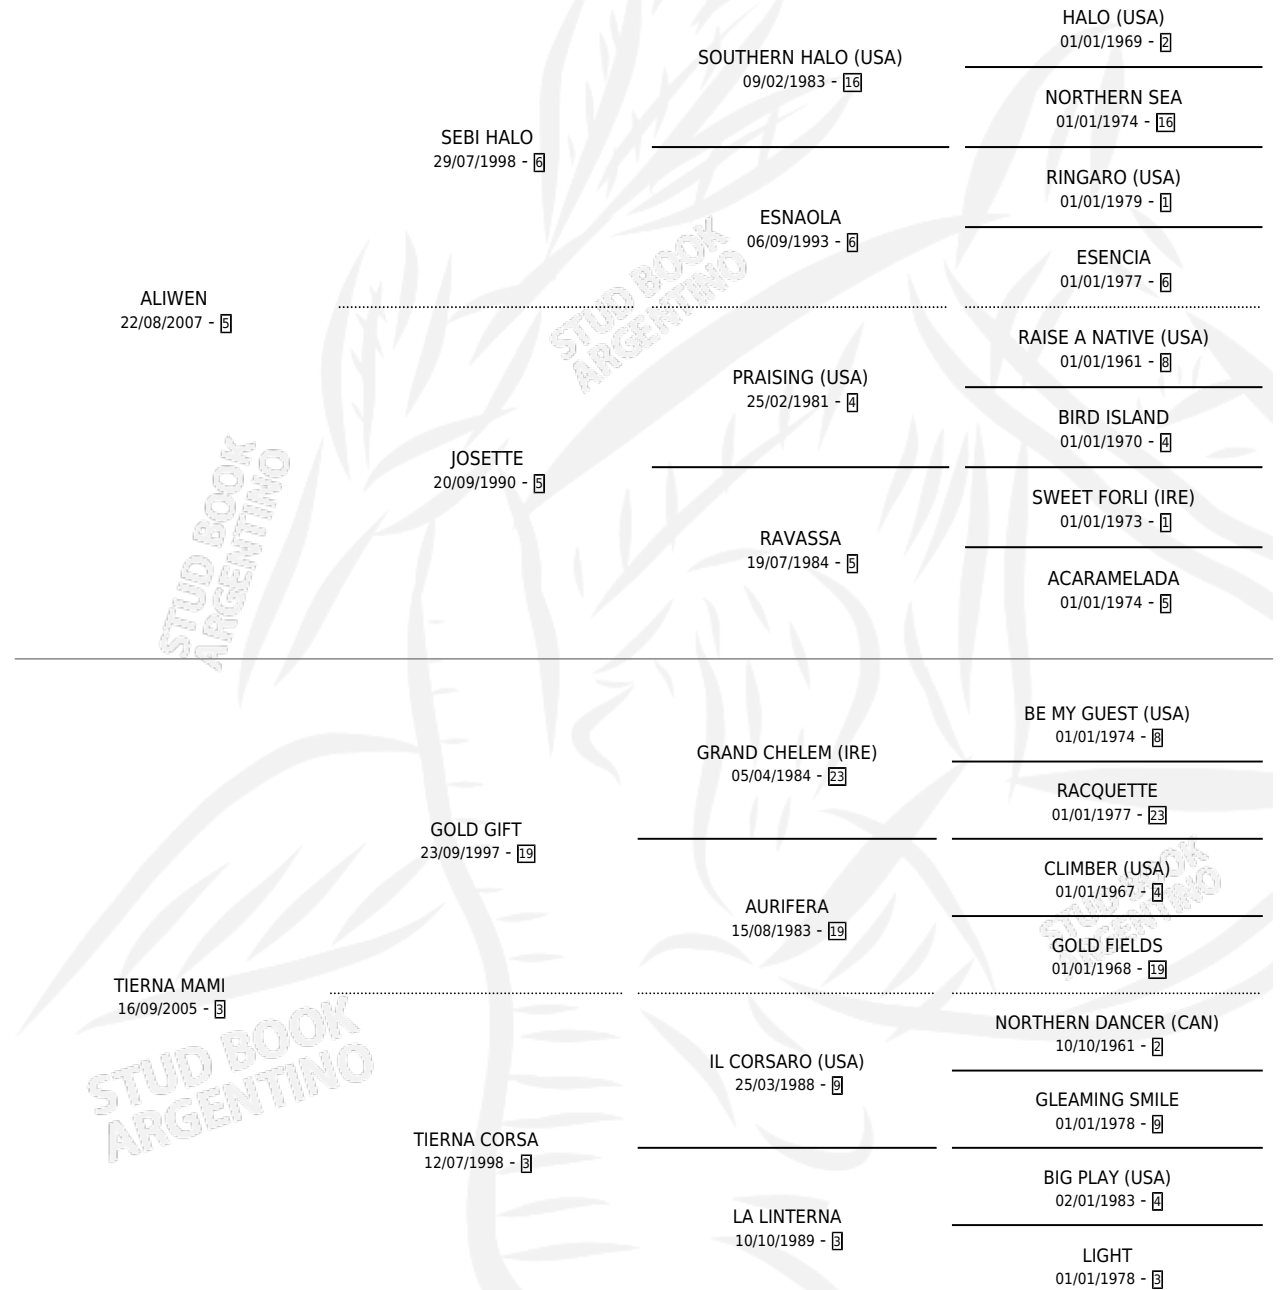 HALO (USA)
01/01/1969 - 2
SOUTHERN HALO (USA)
09/02/1983 - 16
NORTHERN SEA
01/01/1974 - 16
SEBI HALO
29/07/1998 - 6
RINGARO (USA)
01/01/1979 - 1
ESNAOLA
06/09/1993 - 6
ESENCIA
01/01/1977 - 6
ALIWEN
22/08/2007 - 5
RAISE A NATIVE (USA)
01/01/1961 - 8
PRAISING (USA)
25/02/1981 - 4
BIRD ISLAND
01/01/1970 - 4
JOSETTE
20/09/1990 - 5
SWEET FORLI (IRE)
01/01/1973 - 1
RAVASSA
19/07/1984 - 5
ACARAMELADA
01/01/1974 - 5
BE MY GUEST (USA)
01/01/1974 - 8
GRAND CHELEM (IRE)
05/04/1984 - 23
RACQUETTE
01/01/1977 - 23
GOLD GIFT
23/09/1997 - 19
CLIMBER (USA)
01/01/1967 - 4
AURIFERA
15/08/1983 - 19
GOLD FIELDS
01/01/1968 - 19
TIERNA MAMI
16/09/2005 - 3
NORTHERN DANCER (CAN)
10/10/1961 - 2
IL CORSARO (USA)
25/03/1988 - 9
GLEAMING SMILE
01/01/1978 - 9
TIERNA CORSA
12/07/1998 - 3
BIG PLAY (USA)
02/01/1983 - 4
LA LINTERNA
10/10/1989 - 3
LIGHT
01/01/1978 - 3
STUD BOOK
ARGENTINO
STUD BOOK
ARGENTINO
STUD BOOK
ARGENTINO
STUD BOOK
ARGENTINO